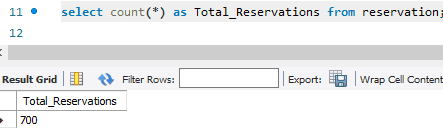 11 select count(*) as Total_Reservations from reservation;
12
Result Grid Filter Rows: Export: Wrap Cell Content
Total_Reservations
700